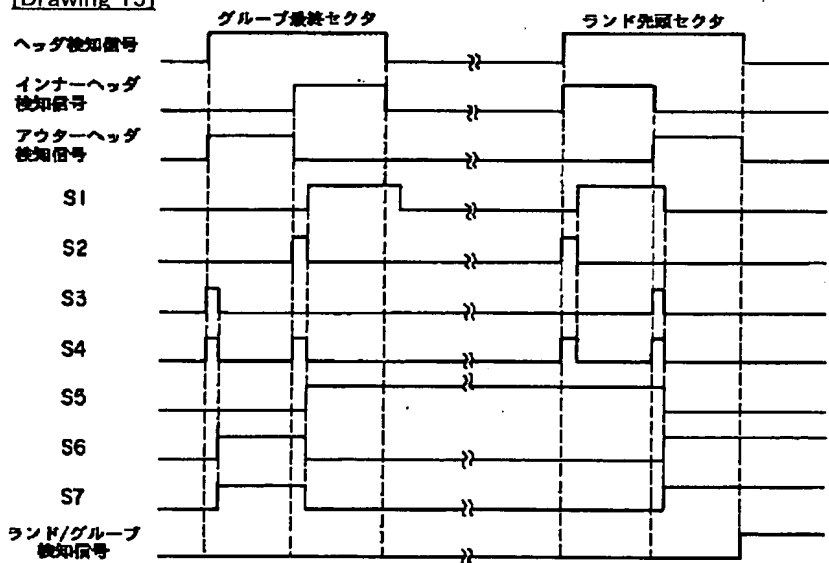 [Drawing 15]
グループ最終セクタ
ランド先頭セクタ
ヘッダ検知信号
インナーヘッダ
検知信号
アウターヘッダ
検知信号
S1
S2
S3
S4
S5
S6
S7
ランド/グループ
検知信号